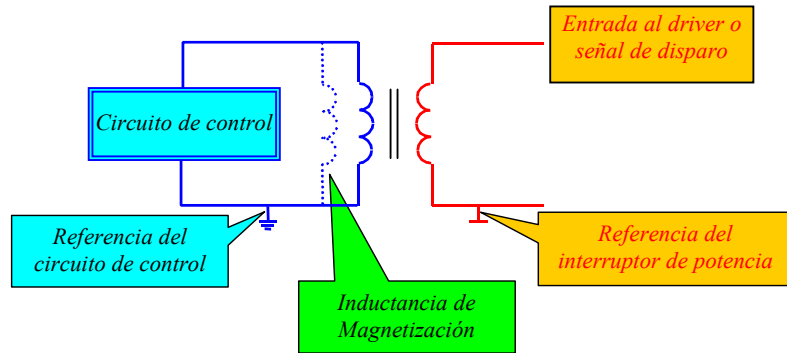 Entrada al driver o
señal de disparo
Circuito de control
Referencia del
circuito de control
Referencia del
interruptor de potencia
Inductancia de
Magnetización